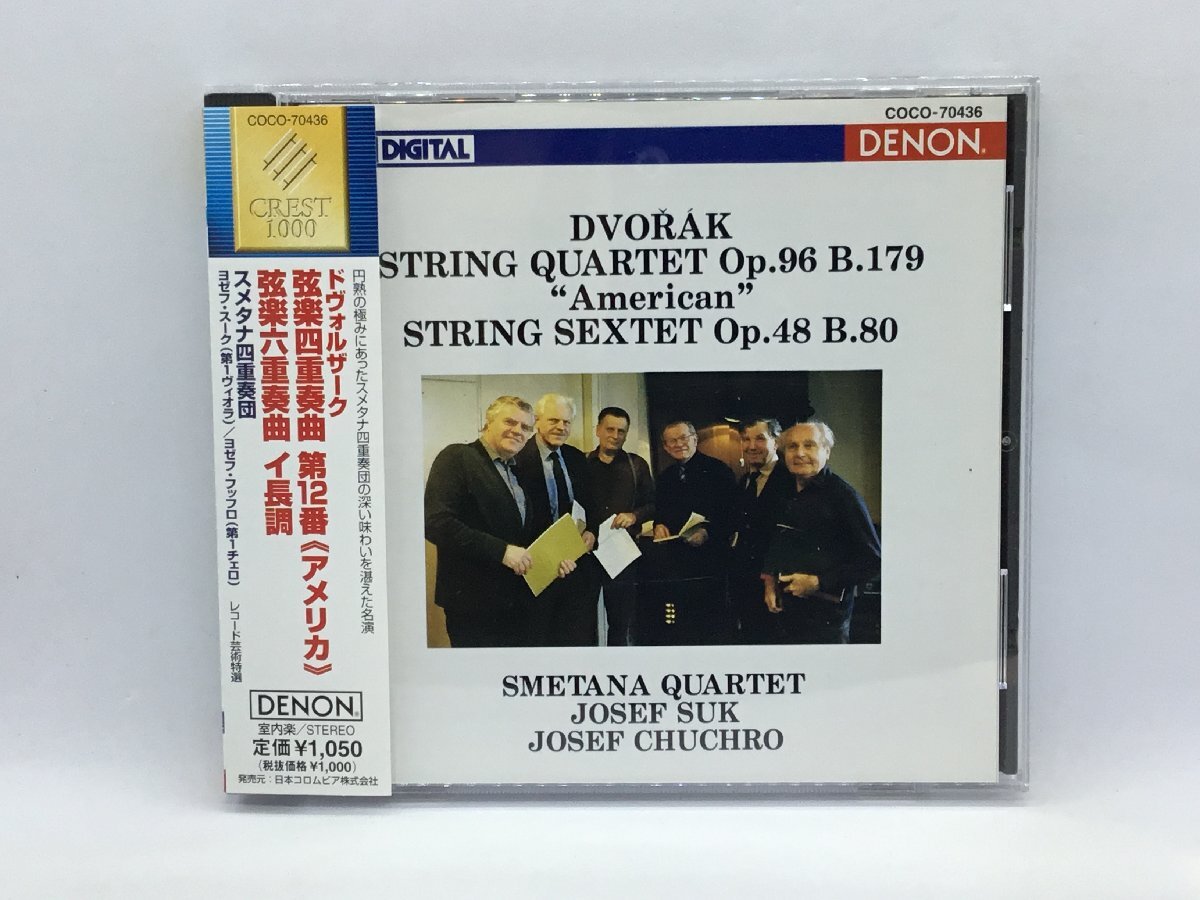 COCO-70436
CREST
1000
円熟の極みにあったスメタナ四重奏団の深い味わいを湛えた名演
ドヴォルザーク
弦楽四重奏曲 第12番《アメリカ》
弦楽六重奏曲 イ長調
スメタナ四重奏団
ヨゼフ・スーク(第1ヴィオラ)/ヨゼフ・フッフロ(第1チェロ) レコード芸術特選
DENON
室内楽/STEREO
定価¥1,050
(税抜価格¥1,000)
発売元:日本コロムビア株式会社
COCO-70436
DIGITAL
DENON
DVOŘÁK
STRING QUARTET Op.96 B.179
“American”
STRING SEXTET Op.48 B.80
SMETANA QUARTET
JOSEF SUK
JOSEF CHUCHRO